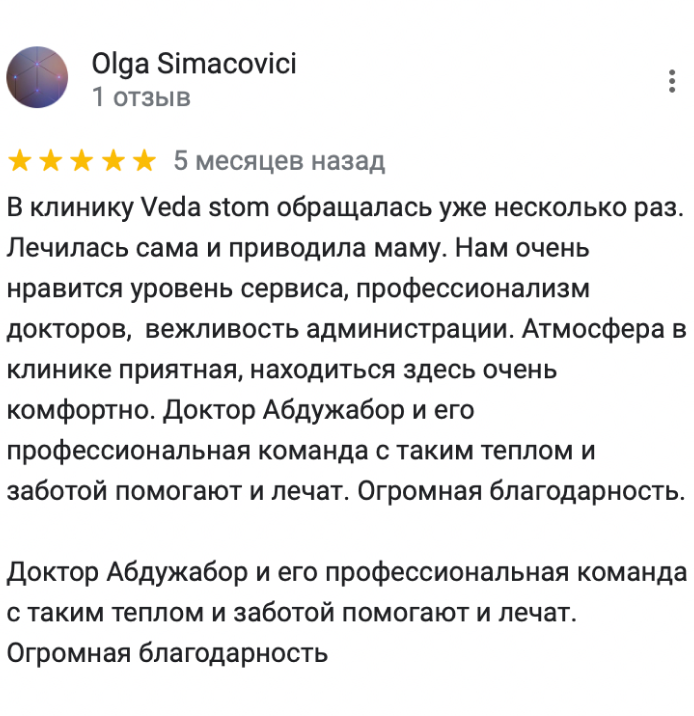 Olga Simacovici
1 отзыв
5 месяцев назад
В клинику Veda stom обращалась уже несколько раз.
Лечилась сама и приводила маму. Нам очень
нравится уровень сервиса, профессионализм
докторов,  вежливость администрации. Атмосфера в
клинике приятная, находиться здесь очень
комфортно. Доктор Абдужабор и его
профессиональная команда с таким теплом и
заботой помогают и лечат. Огромная благодарность.
Доктор Абдужабор и его профессиональная команда
с таким теплом и заботой помогают и лечат.
Огромная благодарность